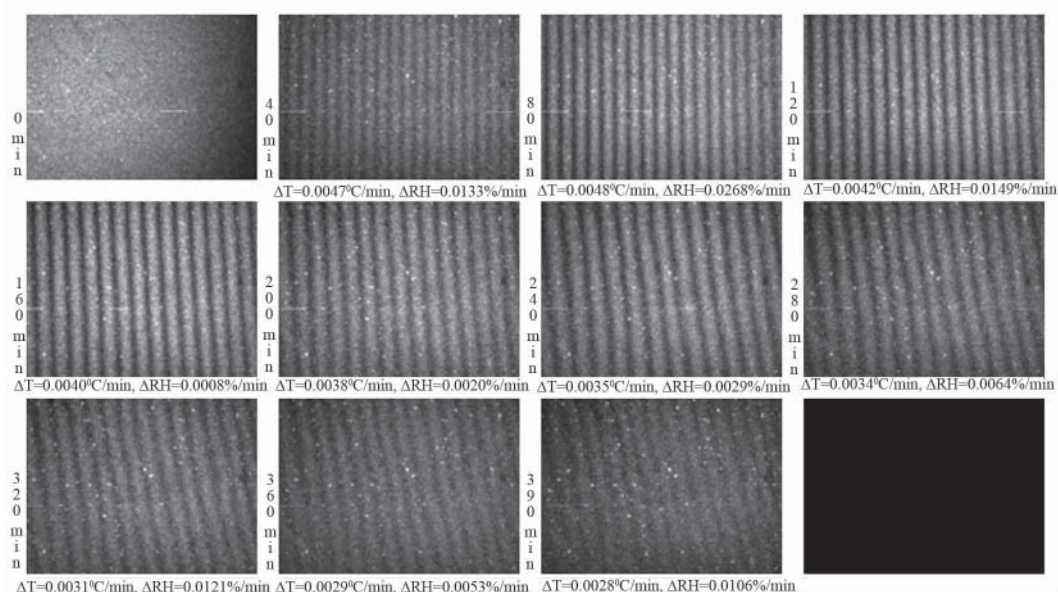 0 min
40 min
80 min
120 min
ΔT=0.0047⁰C/min, ΔRH=0.0133%/min
ΔT=0.0048⁰C/min, ΔRH=0.0268%/min
ΔT=0.0042⁰C/min, ΔRH=0.0149%/min
160 min
200 min
240 min
280 min
ΔT=0.0040⁰C/min, ΔRH=0.0008%/min
ΔT=0.0038⁰C/min, ΔRH=0.0020%/min
ΔT=0.0035⁰C/min, ΔRH=0.0029%/min
ΔT=0.0034⁰C/min, ΔRH=0.0064%/min
320 min
360 min
390 min
ΔT=0.0031⁰C/min, ΔRH=0.0121%/min
ΔT=0.0029⁰C/min, ΔRH=0.0053%/min
ΔT=0.0028⁰C/min, ΔRH=0.0106%/min